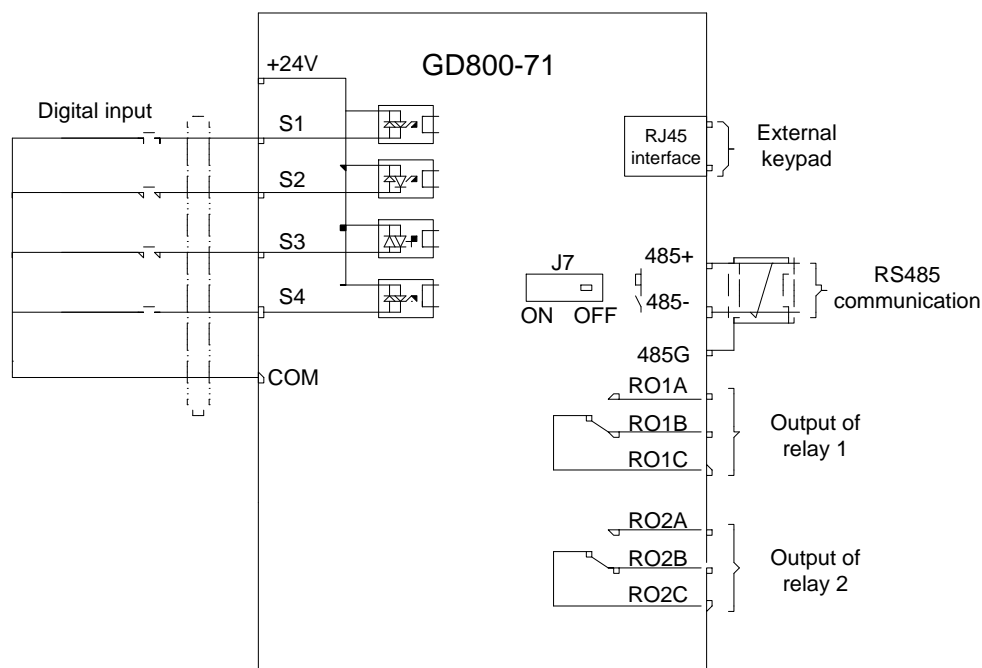 GD800-71
+24V
Digital input
S1
S2
S3
S4
COM
RJ45
interface
External
keypad
J7
ON OFF
485+
485-
485G
RS485
communication
RO1A
RO1B
RO1C
Output of
relay 1
RO2A
RO2B
RO2C
Output of
relay 2